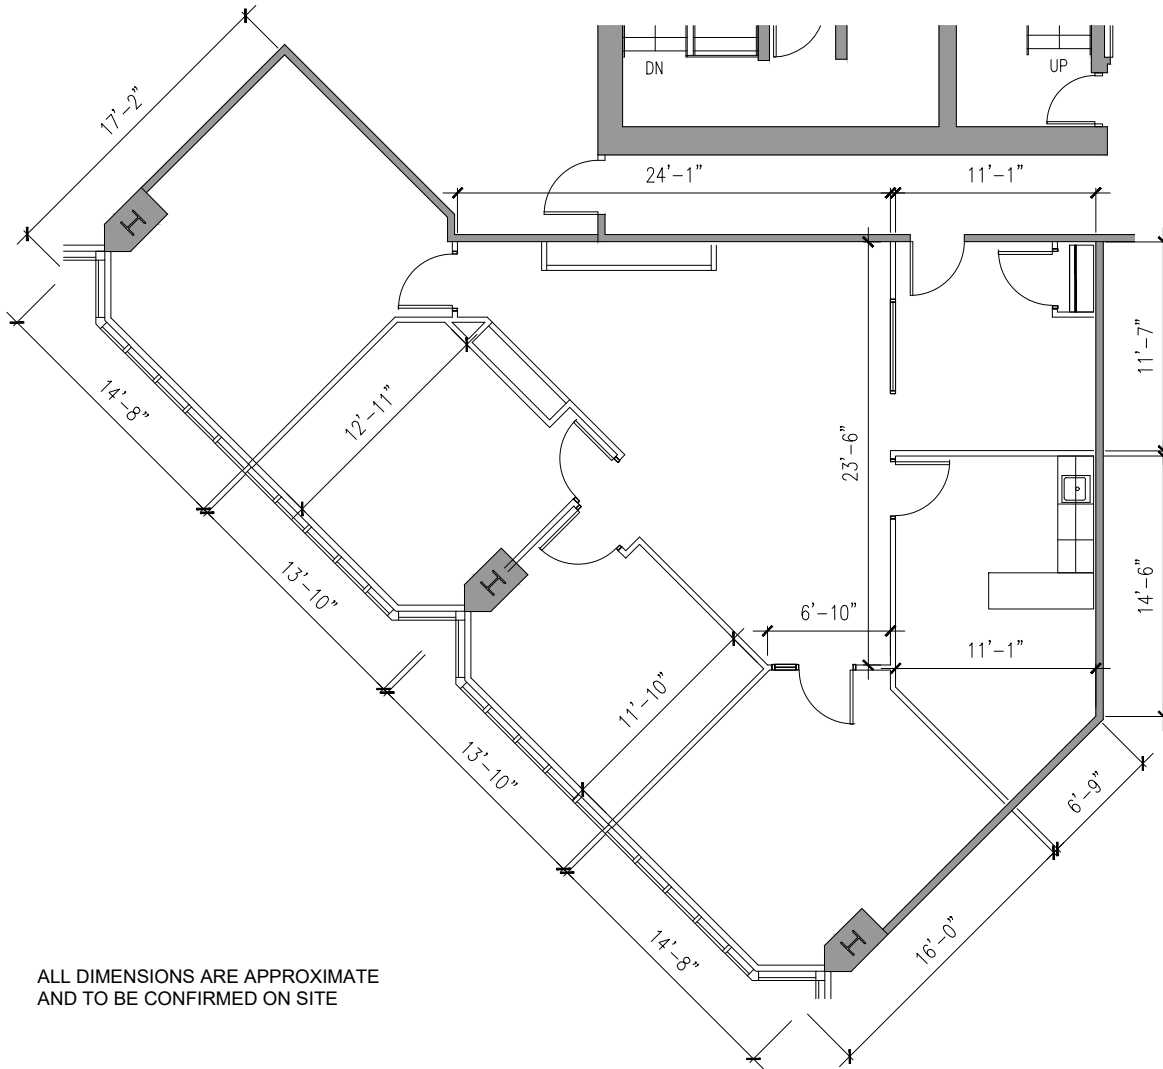 DN
UP
17'-2"
24'-1"
11'-1"
11'-7"
14'-8"
12'-11"
23'-6"
13'-10"
6'-10"
14'-6"
11'-1"
11'-10"
13'-10"
6'-9"
14'-8"
16'-0"
H
H
H
ALL DIMENSIONS ARE APPROXIMATE
AND TO BE CONFIRMED ON SITE